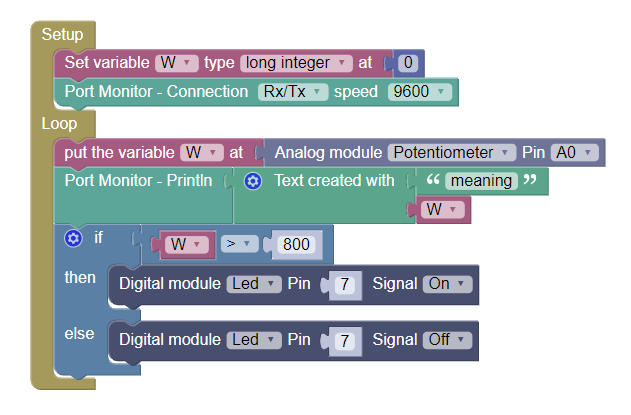 Setup
Set variable W type long integer at 0
Port Monitor - Connection Rx/Tx speed 9600
Loop
put the variable W at Analog module Potentiometer Pin A0
Port Monitor - Println Text created with “ meaning ”
W
if W > 800
then Digital module Led Pin 7 Signal On
else Digital module Led Pin 7 Signal Off